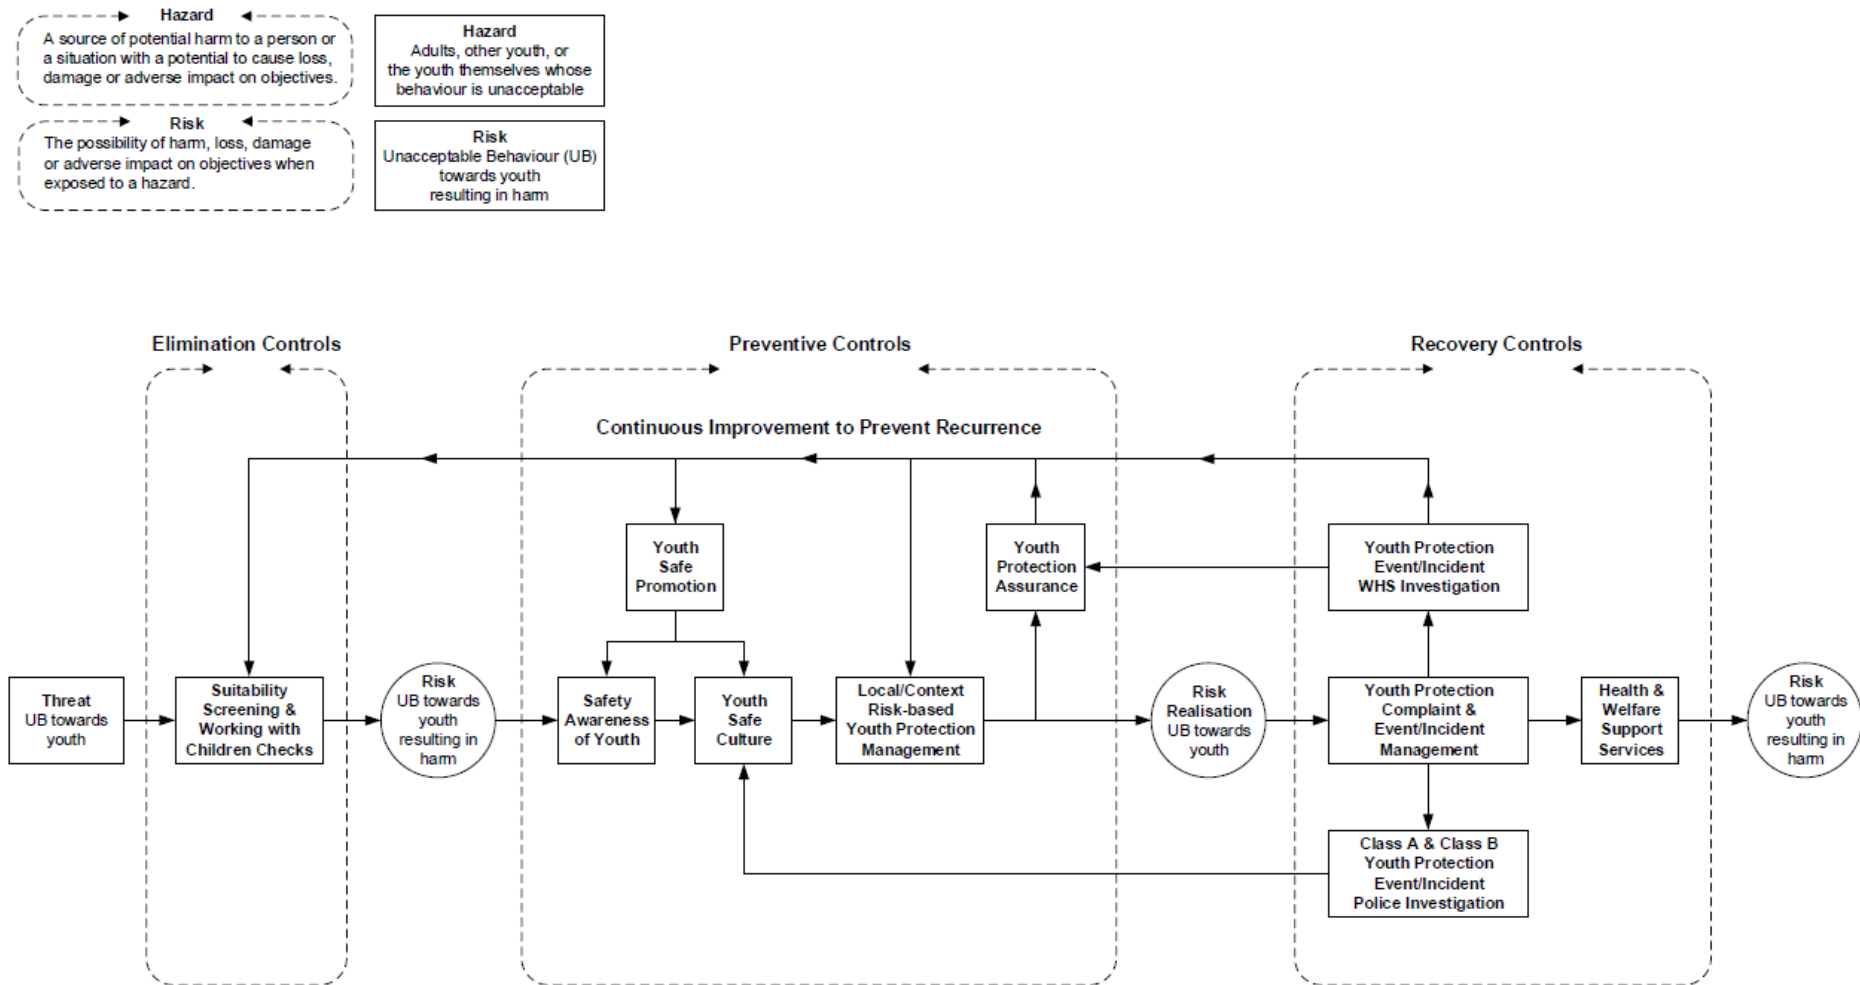 Hazard
A source of potential harm to a person or
a situation with a potential to cause loss,
damage or adverse impact on objectives.
Hazard
Adults, other youth, or
the youth themselves whose
behaviour is unacceptable
Risk
The possibility of harm, loss, damage
or adverse impact on objectives when
exposed to a hazard.
Risk
Unacceptable Behaviour (UB)
towards youth
resulting in harm
Elimination Controls
Preventive Controls
Recovery Controls
Continuous Improvement to Prevent Recurrence
Youth
Safe
Promotion
Youth
Protection
Assurance
Youth Protection
Event/Incident
WHS Investigation
Threat
UB towards
youth
Suitability
Screening &
Working with
Children Checks
Risk
UB towards
youth
resulting in
harm
Safety
Awareness
of Youth
Youth
Safe
Culture
Local/Context
Risk-based
Youth Protection
Management
Risk
Realisation
UB towards
youth
Youth Protection
Complaint &
Event/Incident
Management
Health &
Welfare
Support
Services
Risk
UB towards
youth
resulting in
harm
Class A & Class B
Youth Protection
Event/Incident
Police Investigation